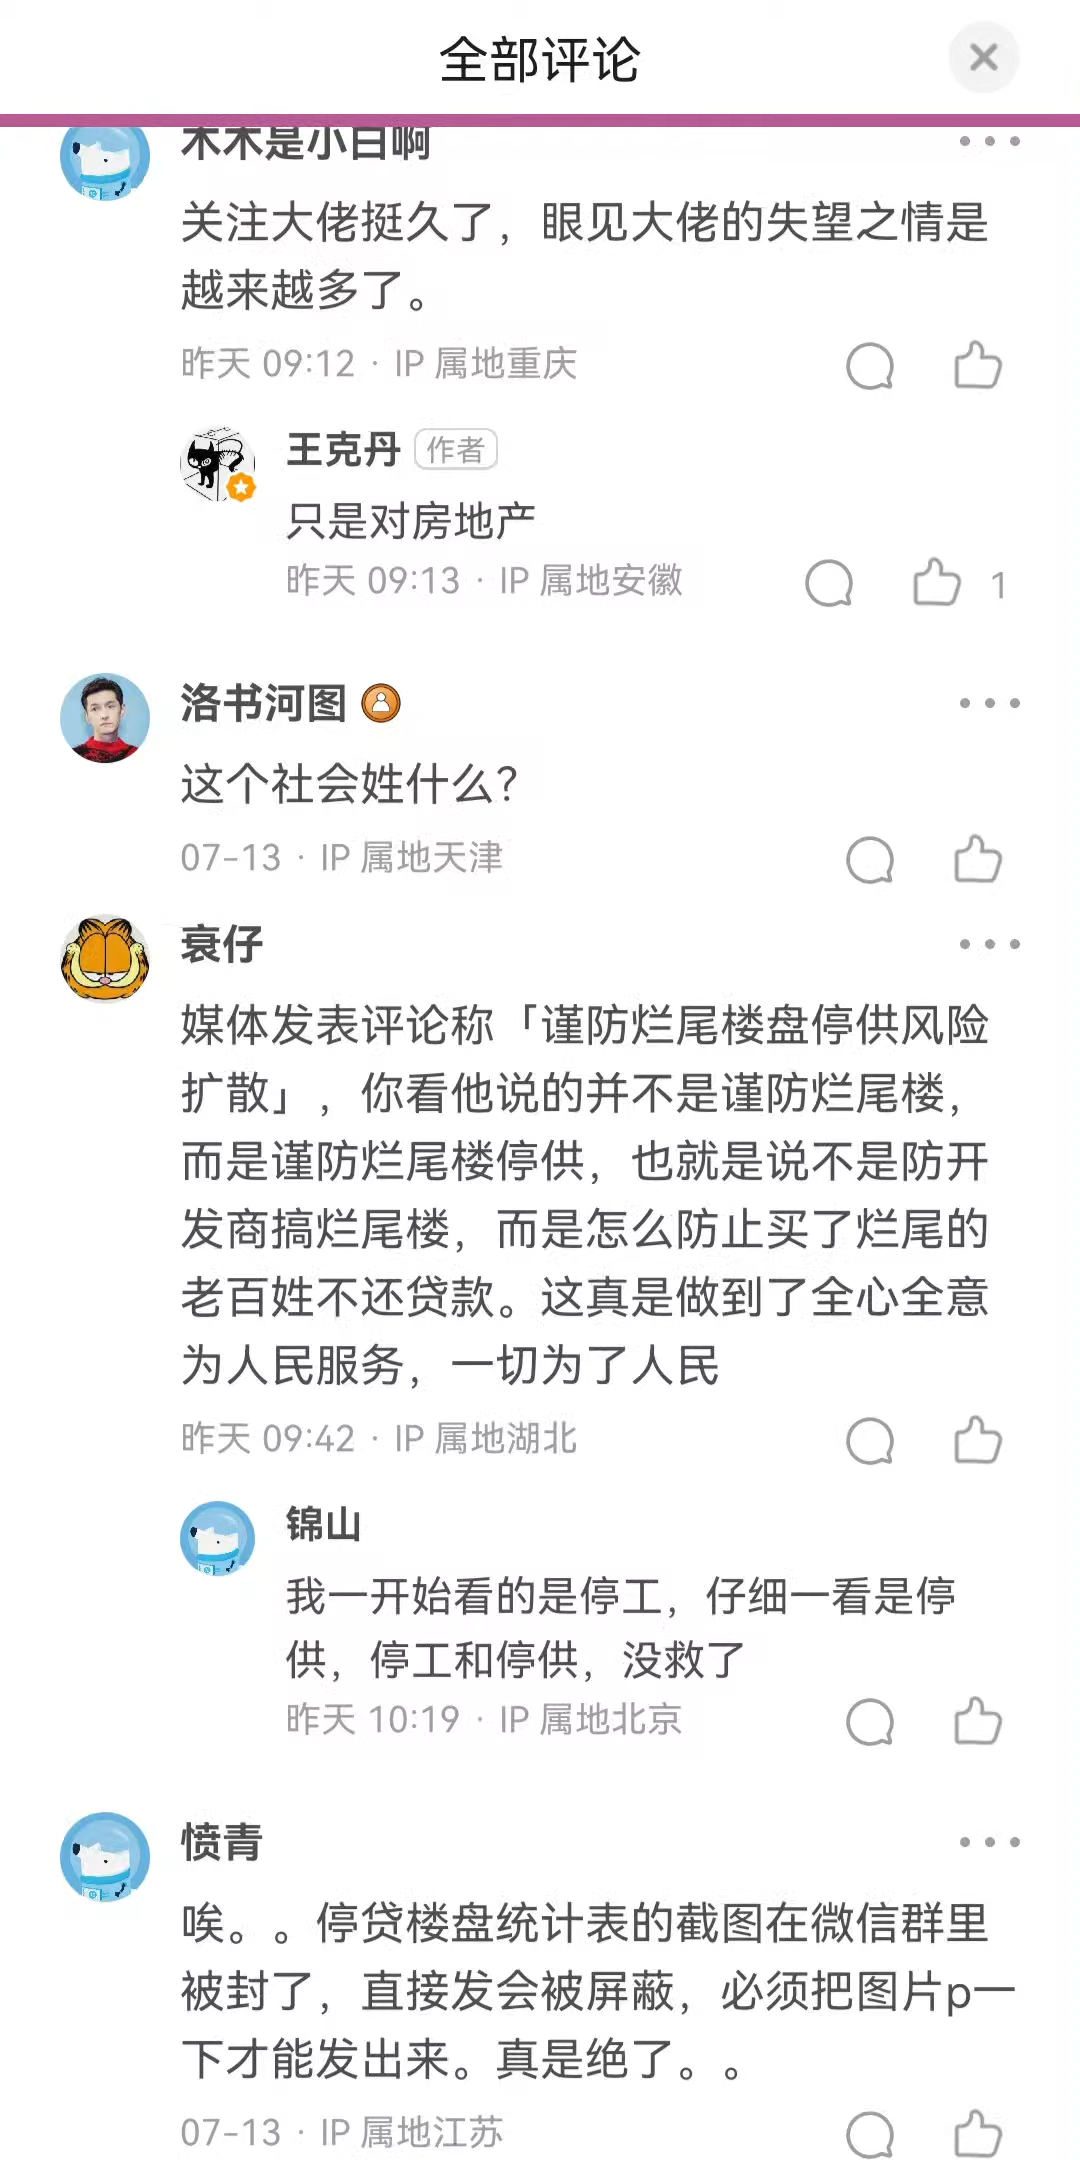 全部评论
木木是小白啊
关注大佬挺久了，眼见大佬的失望之情是
越来越多了。
昨天 09:12 · IP 属地重庆
王克丹 作者
只是对房地产
昨天 09:13 · IP 属地安徽 1
洛书河图
这个社会姓什么？
07-13 · IP 属地天津
衰仔
媒体发表评论称「谨防烂尾楼盘停供风险
扩散」，你看他说的并不是谨防烂尾楼，
而是谨防烂尾楼停供，也就是说不是防开
发商搞烂尾楼，而是怎么防止买了烂尾的
老百姓不还贷款。这真是做到了全心全意
为人民服务，一切为了人民
昨天 09:42 · IP 属地湖北
锦山
我一开始看的是停工，仔细一看是停
供，停工和停供，没救了
昨天 10:19 · IP 属地北京
愤青
唉。。停贷楼盘统计表的截图在微信群里
被封了，直接发会被屏蔽，必须把图片p一
下才能发出来。真是绝了。。
07-13 · IP 属地江苏